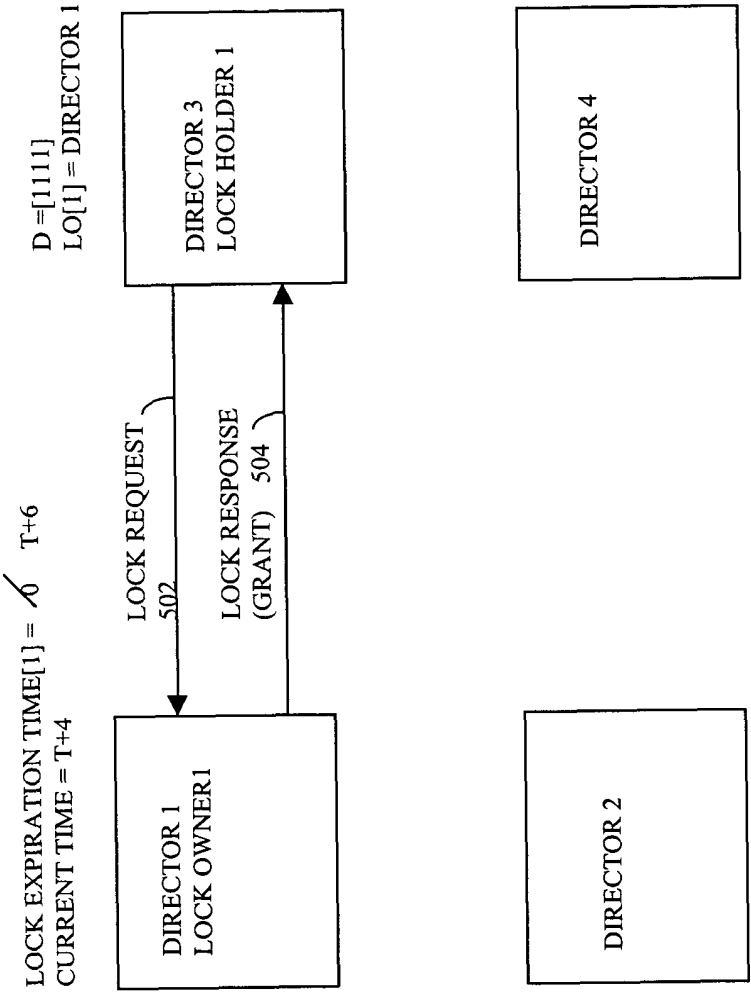 LOCK EXPIRATION TIME[1] = 0 T+6
CURRENT TIME = T+4
D =[1111]
LO[1] = DIRECTOR 1
DIRECTOR 1
LOCK OWNER1
LOCK REQUEST
502
LOCK RESPONSE
(GRANT) 504
DIRECTOR 3
LOCK HOLDER 1
DIRECTOR 2
DIRECTOR 4